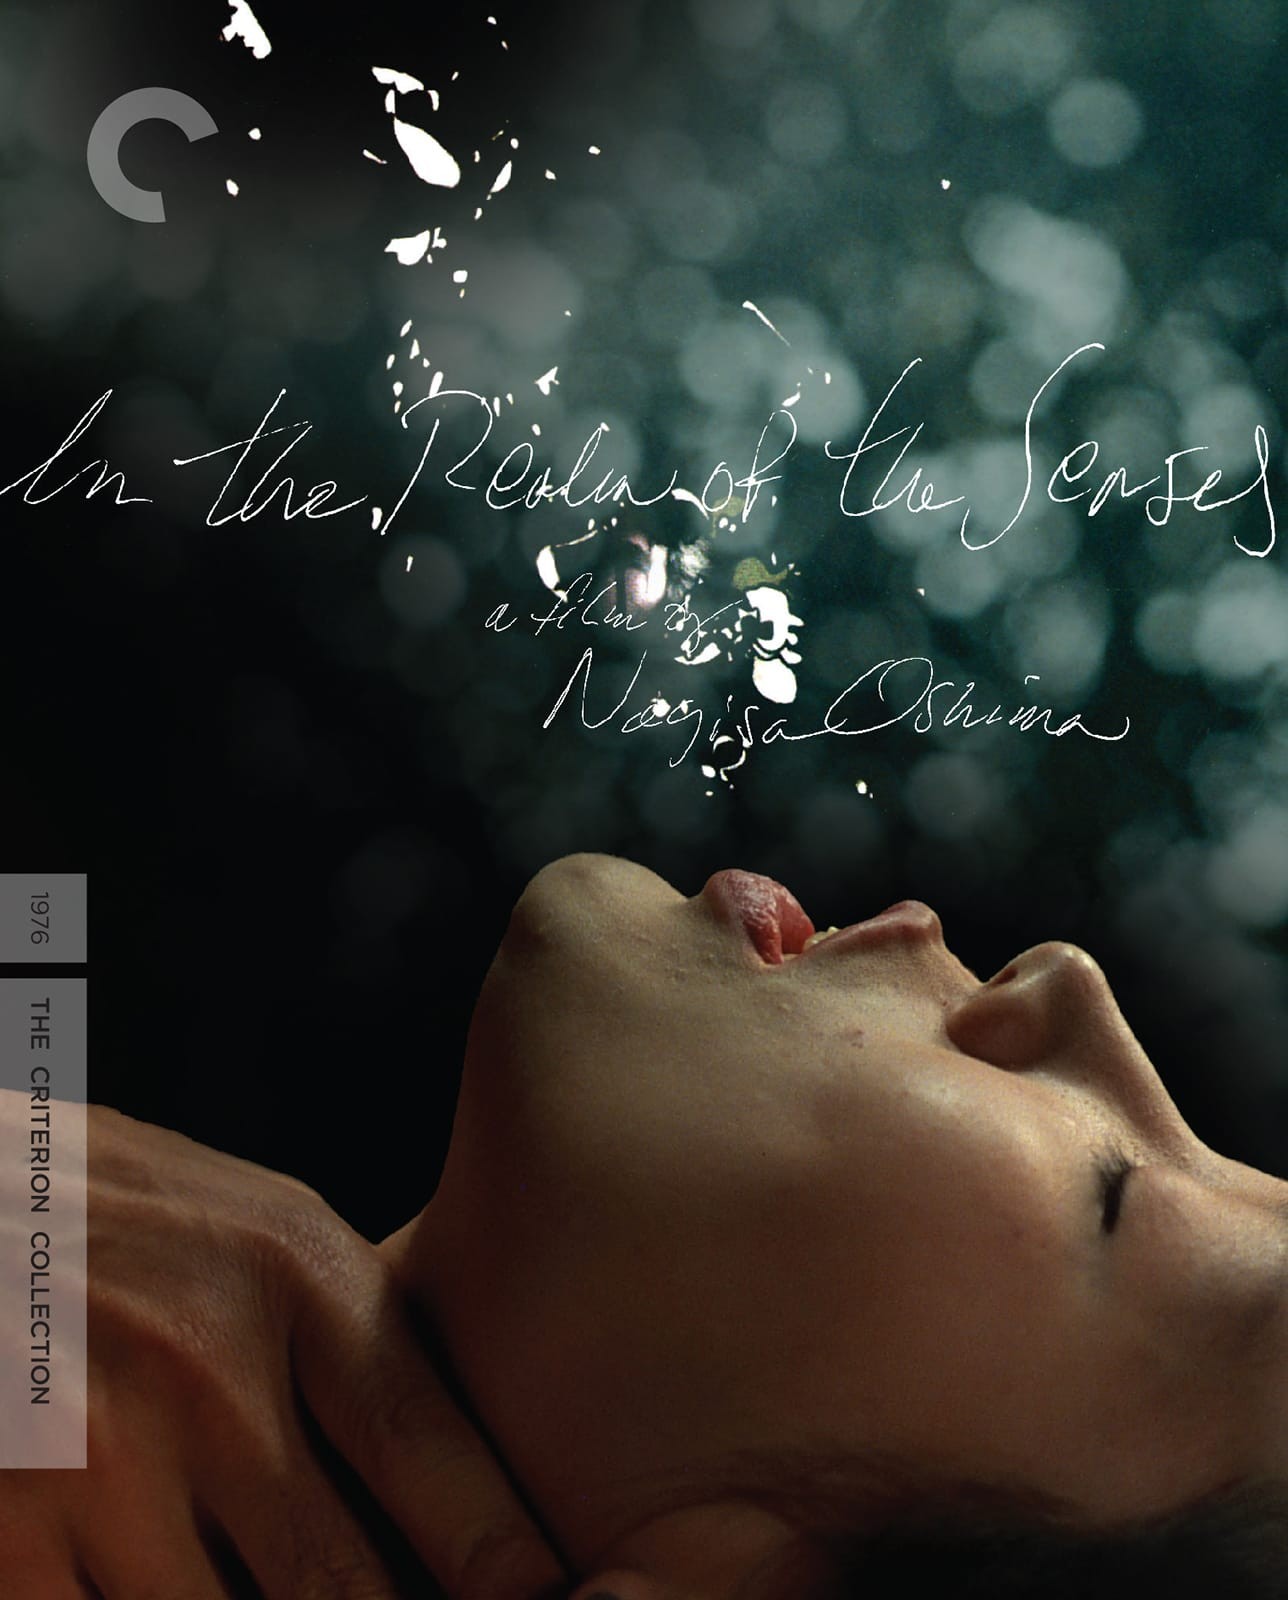 In the Realm of the Senses
a film by
Nagisa Oshima
1976
THE CRITERION COLLECTION